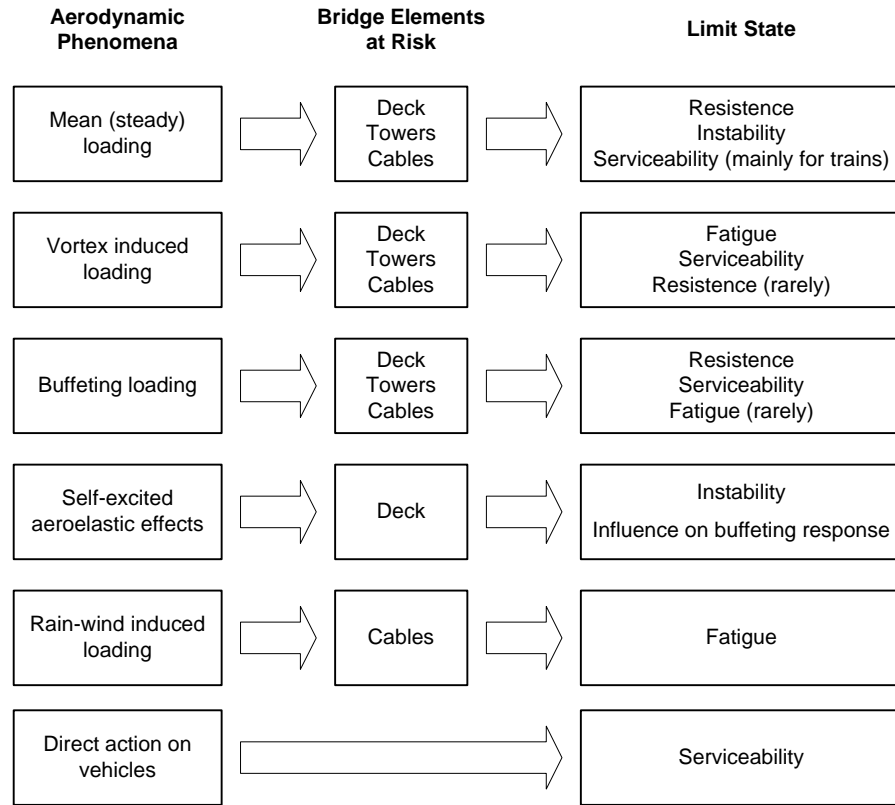 Aerodynamic
Phenomena
Bridge Elements
at Risk
Limit State
Mean (steady)
loading
Deck
Towers
Cables
Resistence
Instability
Serviceability (mainly for trains)
Vortex induced
loading
Deck
Towers
Cables
Fatigue
Serviceability
Resistence (rarely)
Buffeting loading
Deck
Towers
Cables
Resistence
Serviceability
Fatigue (rarely)
Self-excited
aeroelastic effects
Deck
Instability
Influence on buffeting response
Rain-wind induced
loading
Cables
Fatigue
Direct action on
vehicles
Serviceability